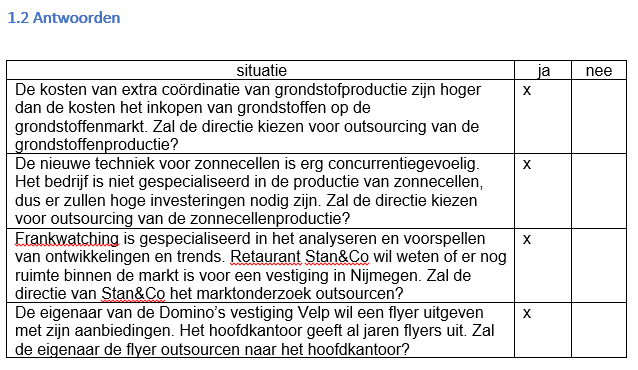 1.2 Antwoorden
situatie ja nee
De kosten van extra coördinatie van grondstofproductie zijn hoger x
dan de kosten het inkopen van grondstoffen op de
grondstoffenmarkt. Zal de directie kiezen voor outsourcing van de
grondstoffenproductie?
De nieuwe techniek voor zonnecellen is erg concurrentiegevoelig. x
Het bedrijf is niet gespecialiseerd in de productie van zonnecellen,
dus er zullen hoge investeringen nodig zijn. Zal de directie kiezen
voor outsourcing van de zonnecellenproductie?
Frankwatching is gespecialiseerd in het analyseren en voorspellen x
van ontwikkelingen en trends. Retaurant Stan&Co wil weten of er nog
ruimte binnen de markt is voor een vestiging in Nijmegen. Zal de
directie van Stan&Co het marktonderzoek outsourcen?
De eigenaar van de Domino’s vestiging Velp wil een flyer uitgeven x
met zijn aanbiedingen. Het hoofdkantoor geeft al jaren flyers uit. Zal
de eigenaar de flyer outsourcen naar het hoofdkantoor?